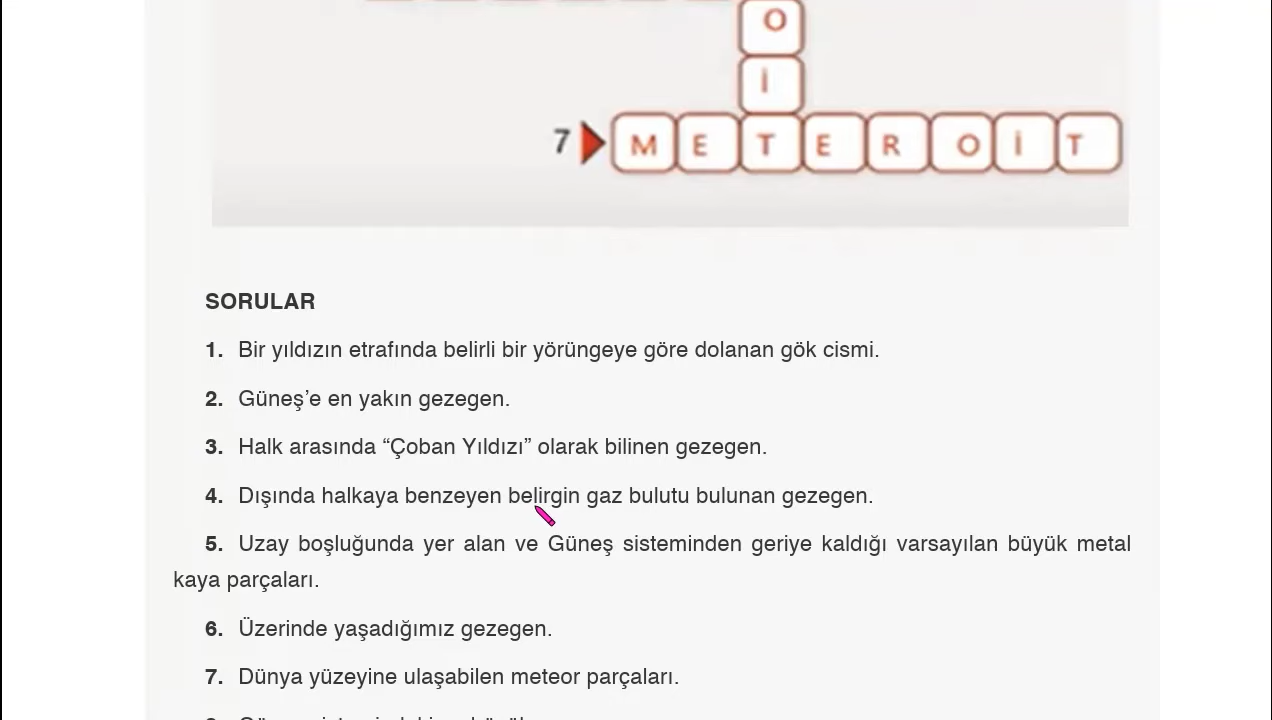 O
İ
7 METEROİT
SORULAR
1. Bir yıldızın etrafında belirli bir yörüngeye göre dolanan gök cismi.
2. Güneş’e en yakın gezegen.
3. Halk arasında “Çoban Yıldızı” olarak bilinen gezegen.
4. Dışında halkaya benzeyen belirgin gaz bulutu bulunan gezegen.
5. Uzay boşluğunda yer alan ve Güneş sisteminden geriye kaldığı varsayılan büyük metal
kaya parçaları.
6. Üzerinde yaşadığımız gezegen.
7. Dünya yüzeyine ulaşabilen meteor parçaları.